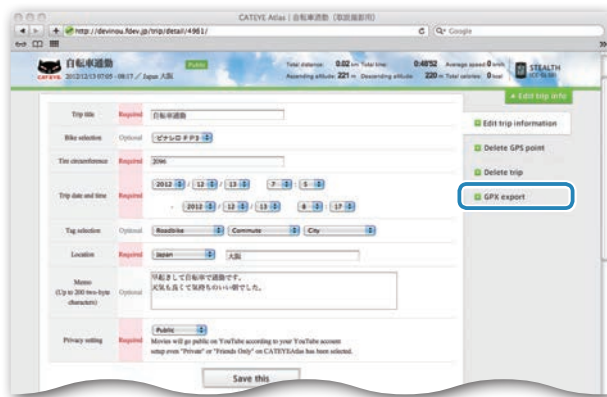 CATEYE Atlas | 自転車通勤 (取説撮影用)
http://devinou.fdev.jp/trip/detail/4961/
Google
CATEYE
自転車通勤
Public
2012/12/13 07:05 - 08:17 / Japan 大阪
Total distance: 0.02 km Total time: 0:48'52 Average speed 0 km/h
Ascending altitude: 221 m Descending altitude: 220 m Total calories: 0 kcal
STEALTH
Edit trip info
Trip title Required 自転車通勤
Bike selection Optional ピナレロ F P3
Tire circumference Required 2096
Trip date and time Required 2012 / 12 / 13 7 : 5
- 2012 / 12 / 13 8 : 17
Tag selection Optional Roadbike Commute City
Location Required Japan 大阪
Memo
(Up to 200 two-byte characters)
Optional
早起きして自転車で通勤です。
天気も良くて気持ちのいい朝でした。
Privacy setting Required Public
Movies will go public on YouTube according to your YouTube account
setup even "Private" or "Friends Only" on CATEYEAtlas has been selected.
Save this
Edit trip information
Delete GPS point
Delete trip
GPX export